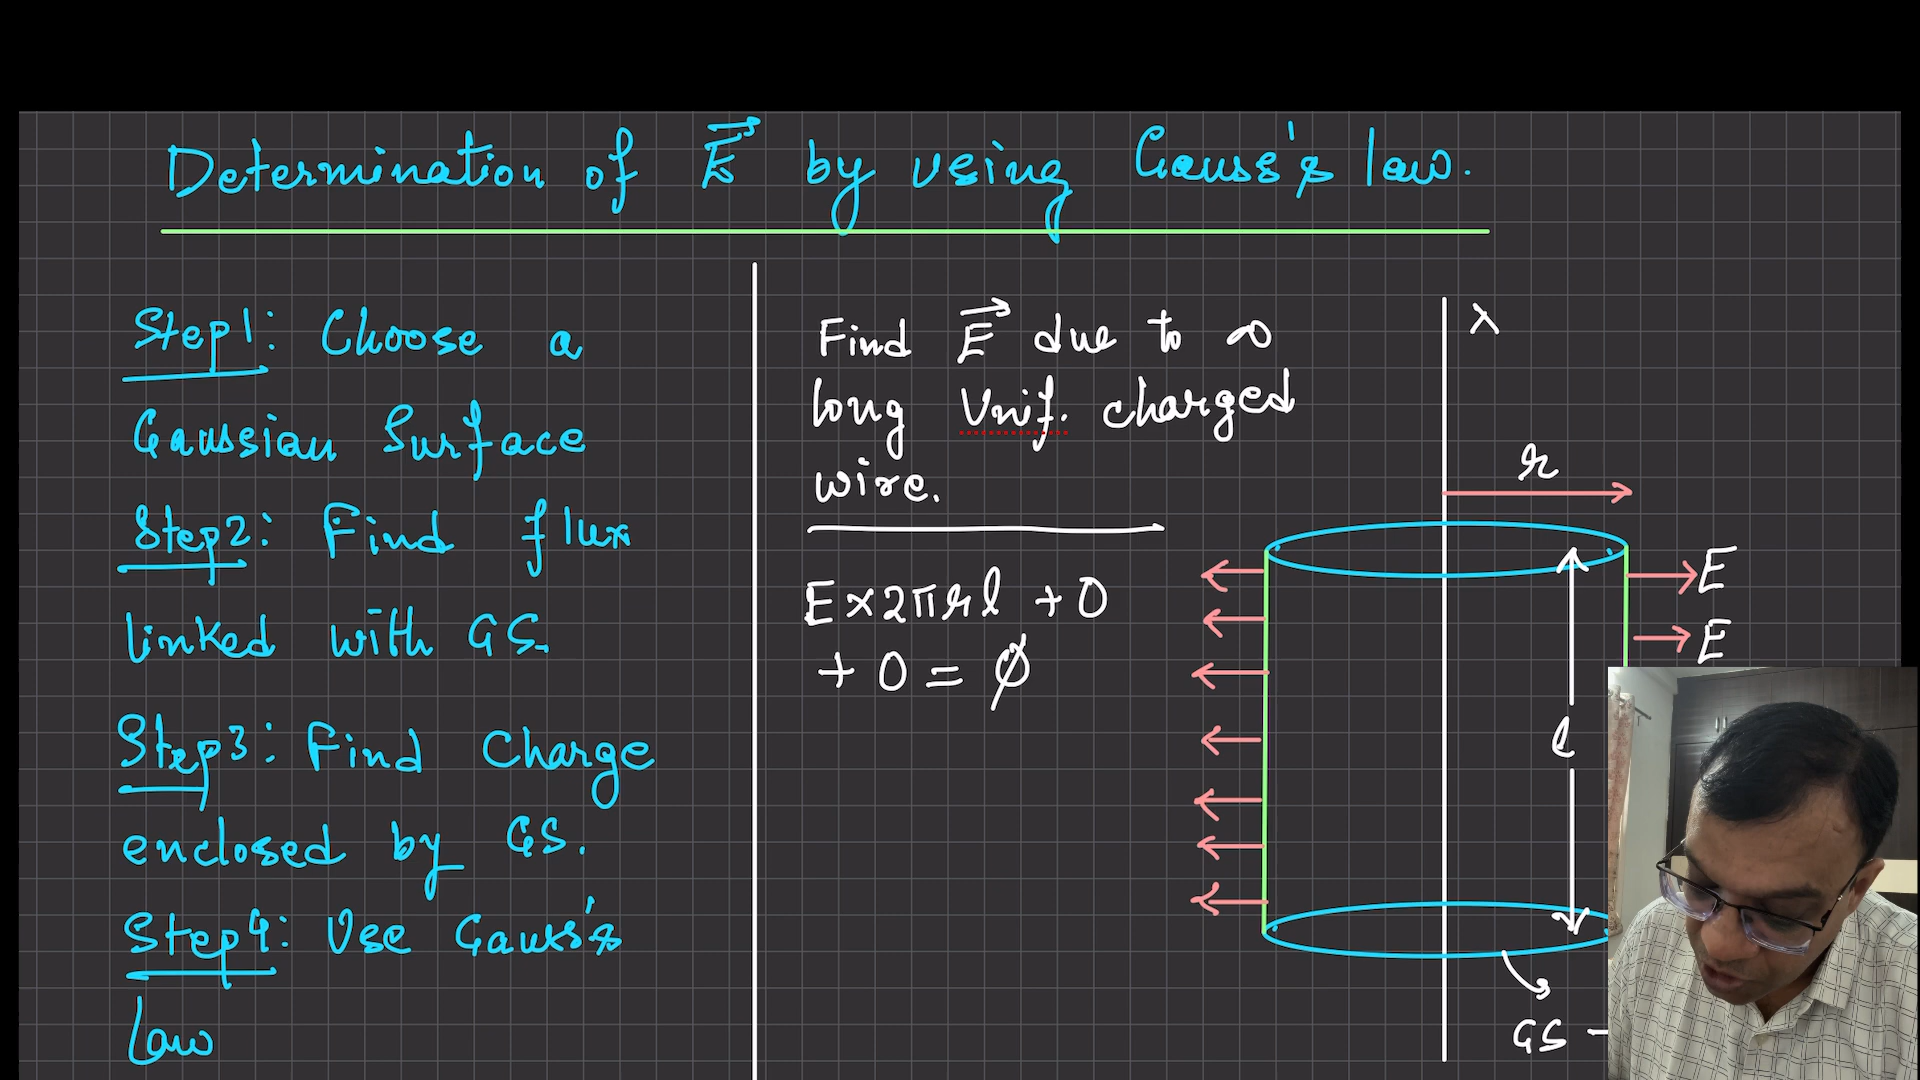 Determination of E⃗ by using Gauss's law.
Step1: Choose a
Gaussian Surface
Step2: Find flux
linked with GS.
Step3: Find Charge
enclosed by GS.
Step4: Use Gauss's
law
Find E⃗ due to ∞
long Unif. charged
wire.
E×2πrl +0
+ 0 = ϕ
λ
r
E
E
l
GS –